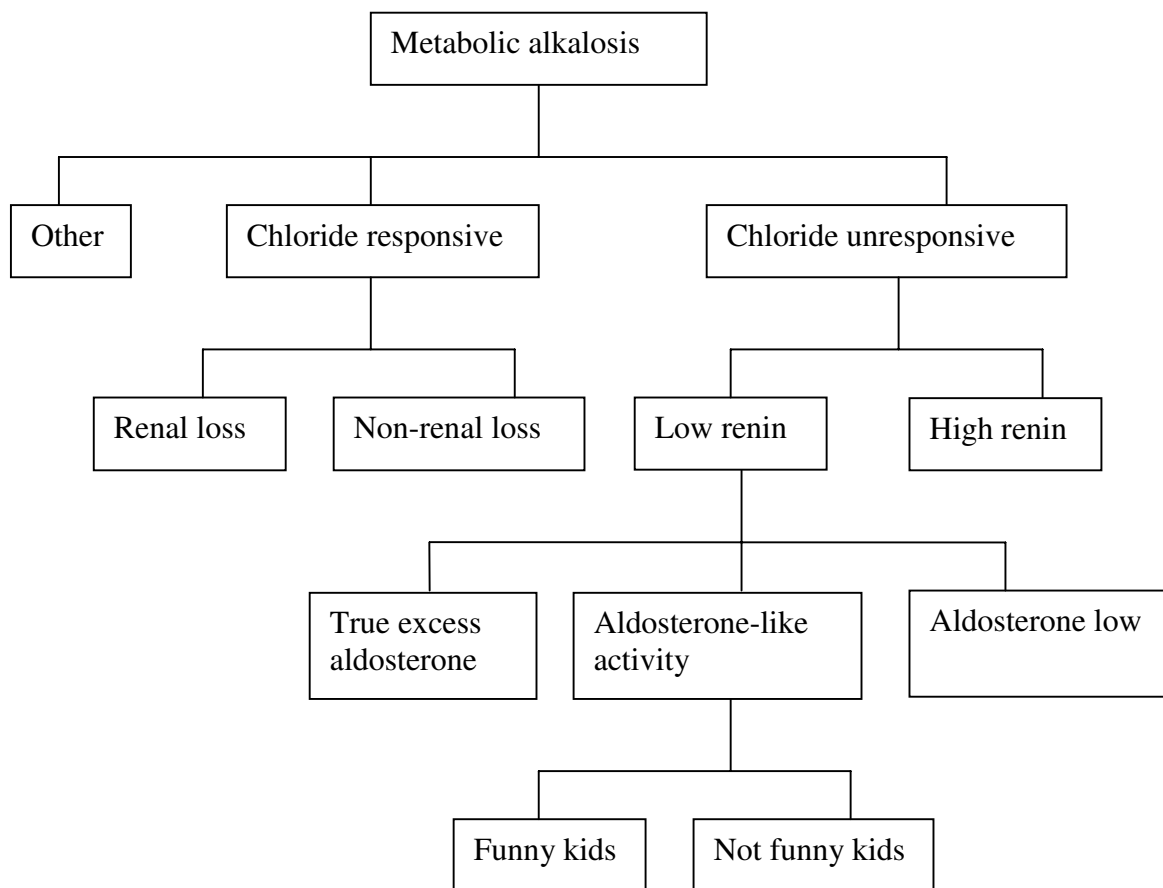 Metabolic alkalosis
Other
Chloride responsive
Chloride unresponsive
Renal loss
Non-renal loss
Low renin
High renin
True excess
aldosterone
Aldosterone-like
activity
Aldosterone low
Funny kids
Not funny kids